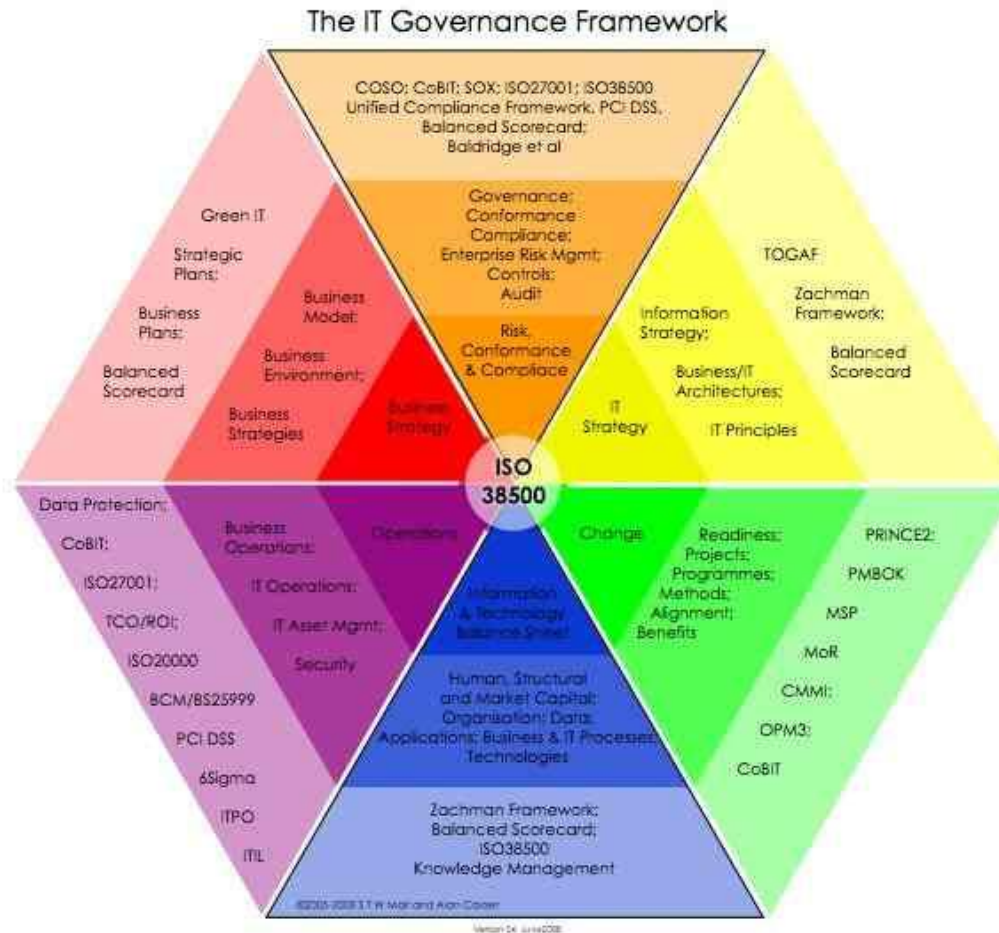 The IT Governance Framework
COSO; CoBIT; SOX; ISO27001; ISO38500
Unified Compliance Framework, PCI DSS,
Balanced Scorecard;
Baldridge et al
Governance;
Conformance
Compliance;
Enterprise Risk Mgmt;
Controls;
Audit
Risk,
Conformance
& Compliace
Green IT
Strategic
Plans;
Business
Plans;
Balanced
Scorecard
Business
Model;
Business
Environment;
Business
Strategies
Business
Strategy
IT
Strategy
Information
Strategy;
Business/IT
Architectures;
IT Principles
TOGAF
Zachman
Framework;
Balanced
Scorecard
ISO
38500
Data Protection;
CoBIT;
ISO27001;
TCO/ROI;
ISO20000
BCM/BS25999
PCI DSS
6Sigma
ITPO
ITIL
Business
Operations;
IT Operations;
IT Asset Mgmt;
Security
Operations
Information
& Technology
Balance Sheet
Human, Structural
and Market Capital;
Organisation; Data;
Applications; Business & IT Processes;
Technologies
Zachman Framework;
Balanced Scorecard;
ISO38500
Knowledge Management
Change
Readiness;
Projects;
Programmes;
Methods;
Alignment;
Benefits
PRINCE2;
PMBOK
MSP
MoR
CMMI;
OPM3;
CoBIT
S T W Mair and Alan Calder